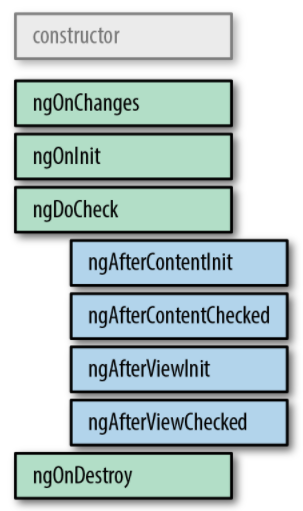 constructor
ngOnChanges
ngOnInit
ngDoCheck
ngAfterContentInit
ngAfterContentChecked
ngAfterViewInit
ngAfterViewChecked
ngOnDestroy